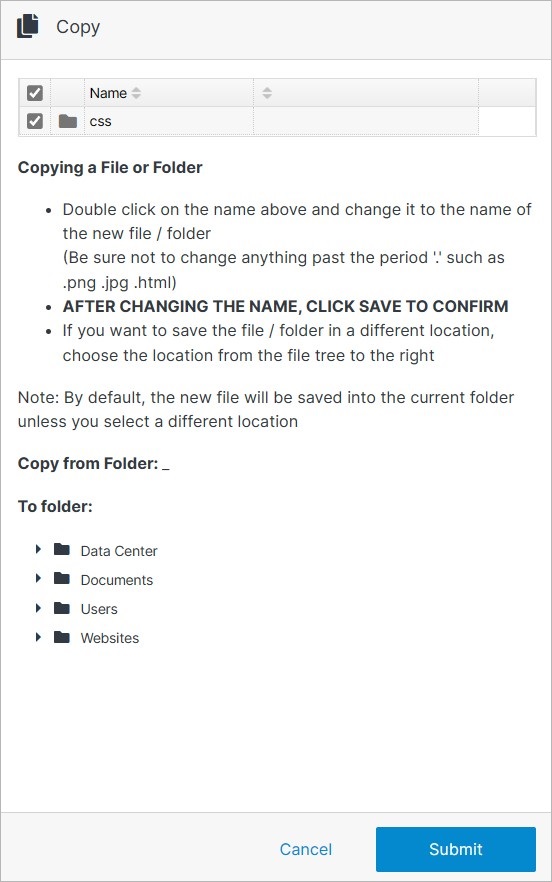 Copy
Name
css
Copying a File or Folder
Double click on the name above and change it to the name of
the new file / folder
(Be sure not to change anything past the period '.' such as
.png .jpg .html)
AFTER CHANGING THE NAME, CLICK SAVE TO CONFIRM
If you want to save the file / folder in a different location,
choose the location from the file tree to the right
Note: By default, the new file will be saved into the current folder
unless you select a different location
Copy from Folder: _
To folder:
Data Center
Documents
Users
Websites
Cancel Submit